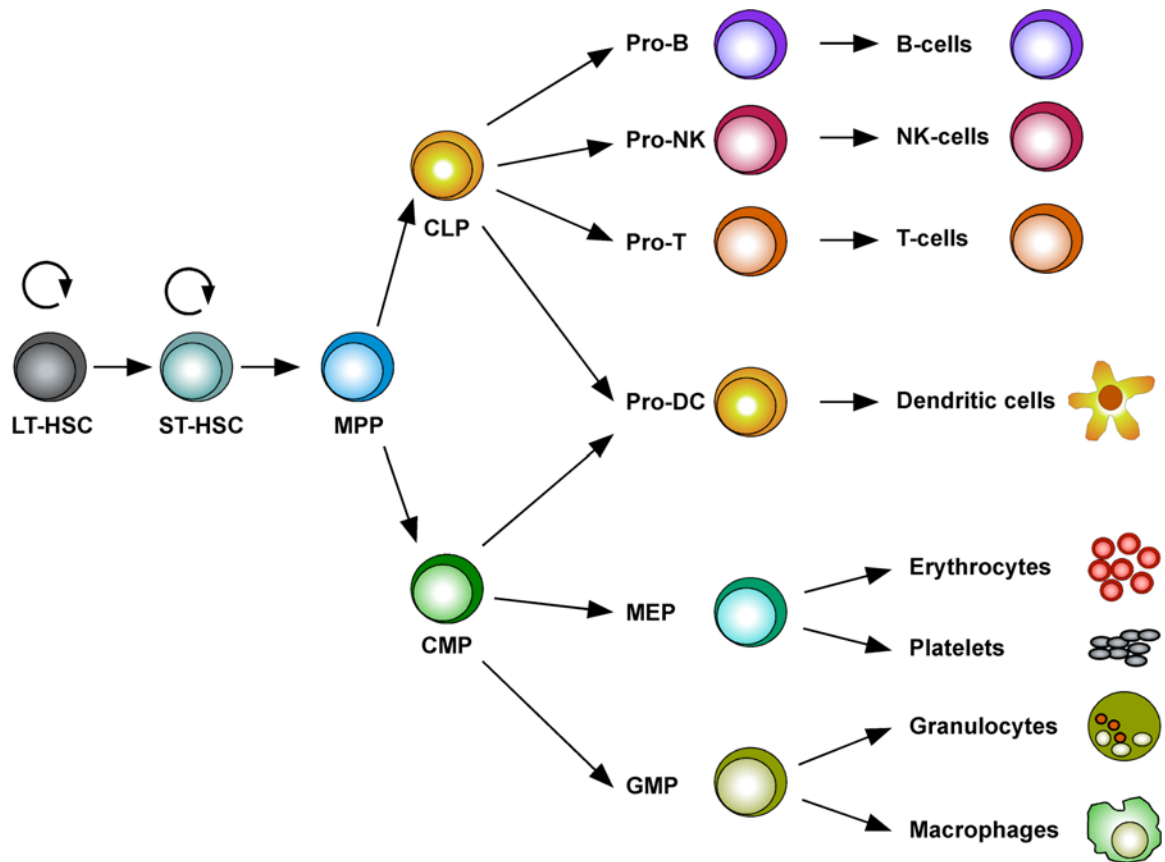 Pro-B
B-cells
Pro-NK
NK-cells
CLP
Pro-T
T-cells
LT-HSC
ST-HSC
MPP
Pro-DC
Dendritic cells
CMP
MEP
Erythrocytes
Platelets
GMP
Granulocytes
Macrophages